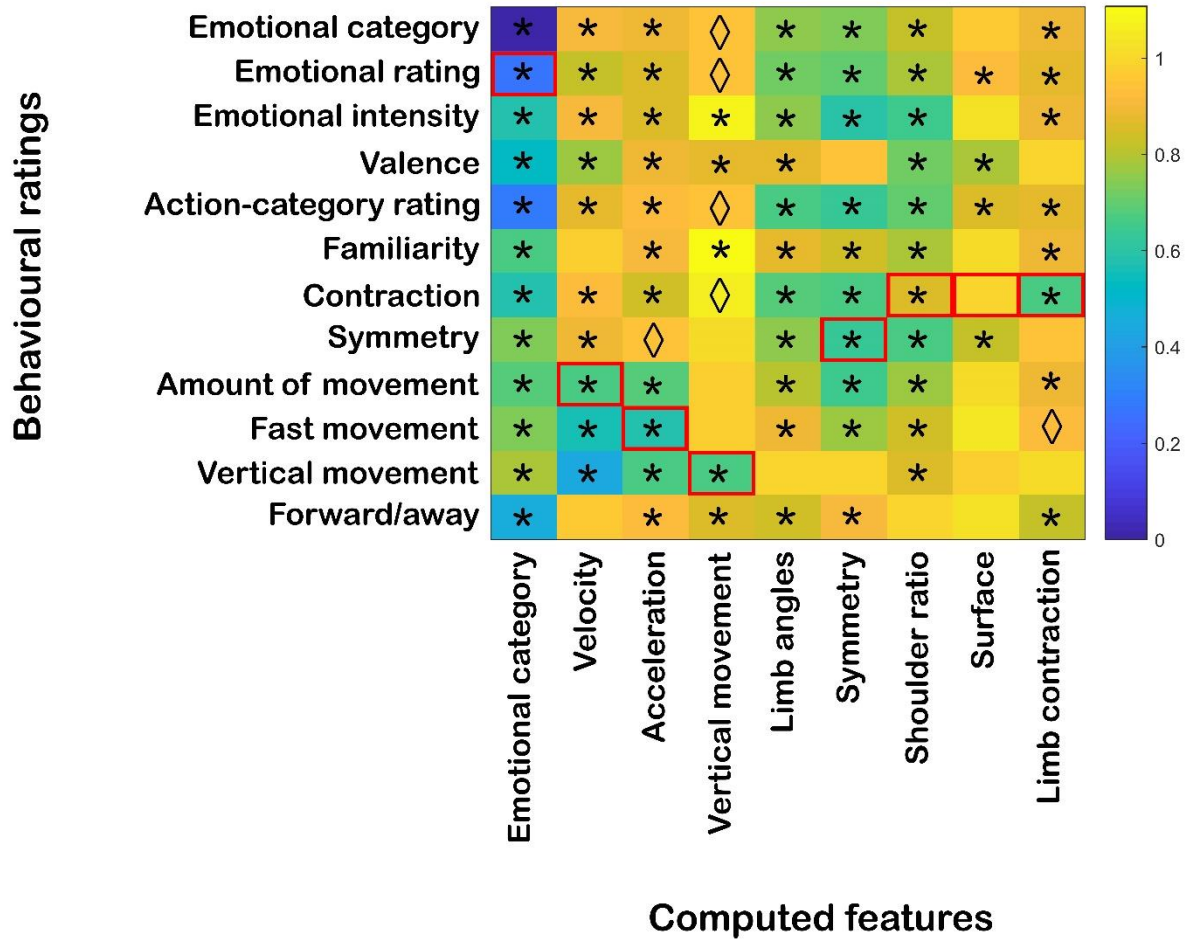 Behavioural ratings
Emotional category
Emotional rating
Emotional intensity
Valence
Action-category rating
Familiarity
Contraction
Symmetry
Amount of movement
Fast movement
Vertical movement
Forward/away
* * * ◊ * * * *
* * * ◊ * * * * *
* * * * * * * *
* * * * * * *
* * * ◊ * * * * *
* * * * * * *
* * * ◊ * * * *
* * ◊ * * * *
* * * * * * *
* * * * * * ◊
* * * * *
* * * * * *
1
0.8
0.6
0.4
0.2
0
Emotional category
Velocity
Acceleration
Vertical movement
Limb angles
Symmetry
Shoulder ratio
Surface
Limb contraction
Computed features